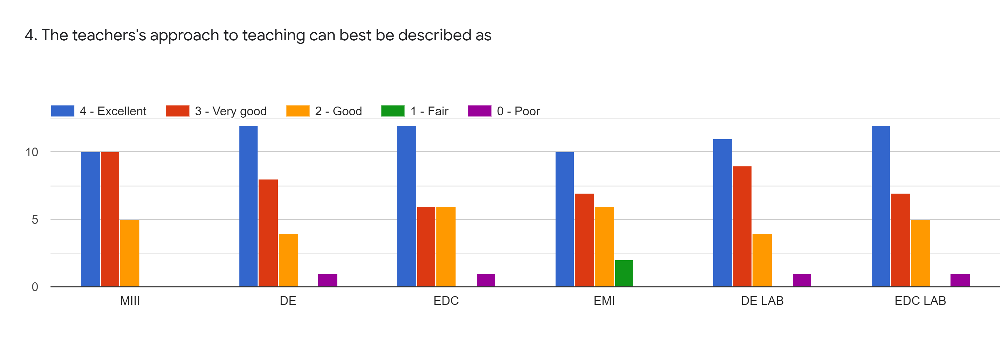 4. The teachers's approach to teaching can best be described as
4 - Excellent 3 - Very good 2 - Good 1 - Fair 0 - Poor
10
5
0
MIII DE EDC EMI DE LAB EDC LAB